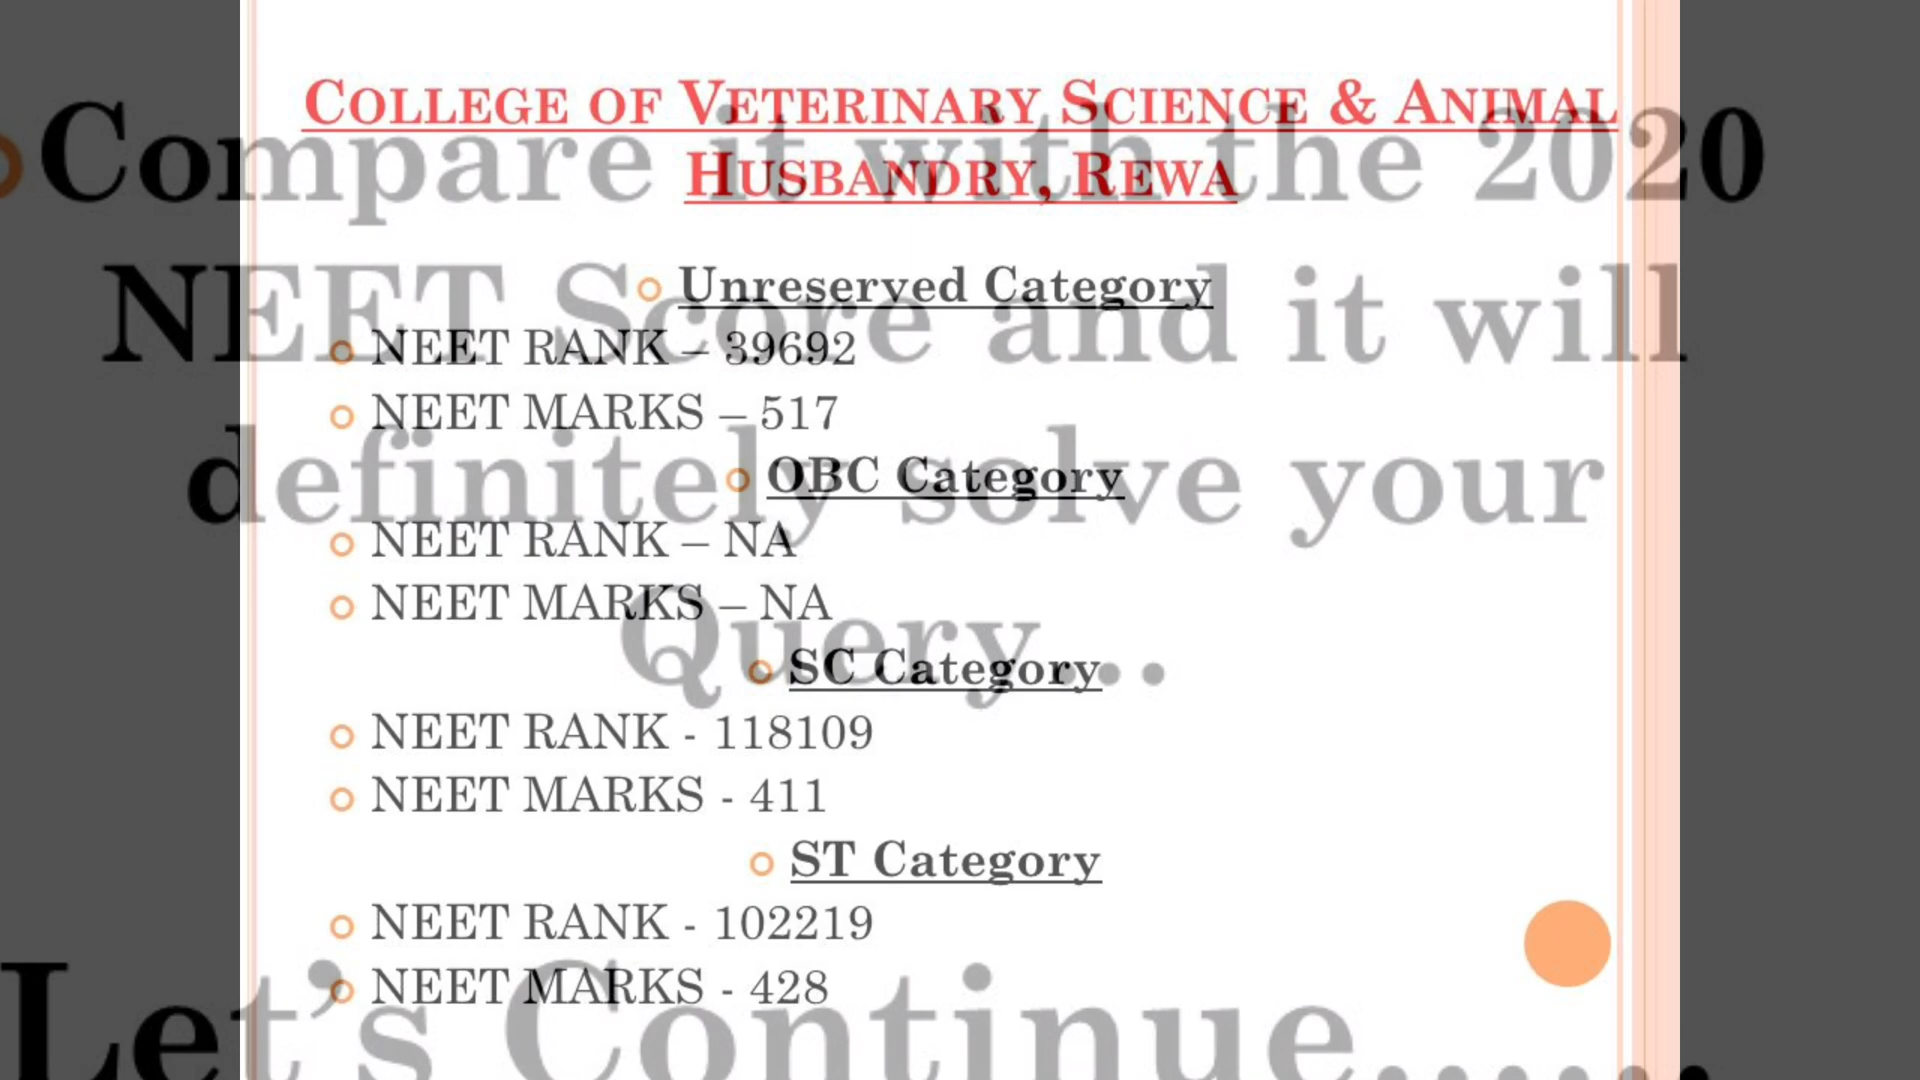 COLLEGE OF VETERINARY SCIENCE & ANIMAL
HUSBANDRY, REWA
Unreserved Category
NEET RANK – 39692
NEET MARKS – 517
OBC Category
NEET RANK – NA
NEET MARKS – NA
SC Category
NEET RANK - 118109
NEET MARKS - 411
ST Category
NEET RANK - 102219
NEET MARKS - 428
Compare it with the 2020
NEET Score and it will
definitely solve your
Query...
Let’s Continue......